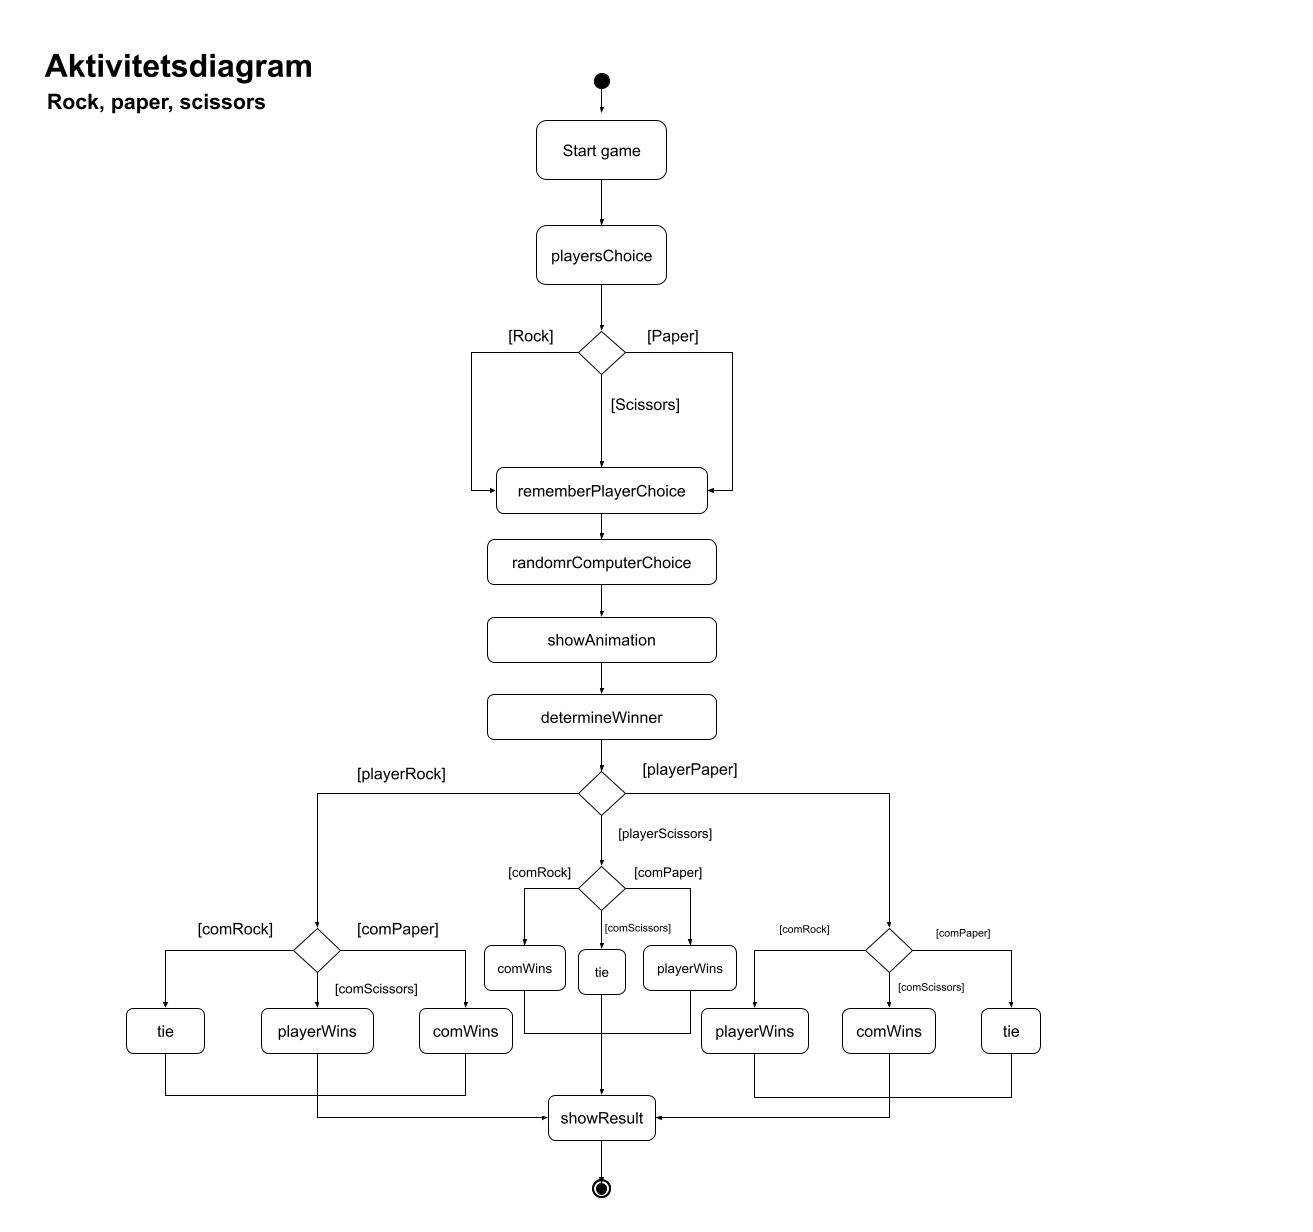 Aktivitetsdiagram
Rock, paper, scissors
Start game
playersChoice
[Rock]
[Paper]
[Scissors]
rememberPlayerChoice
randomrComputerChoice
showAnimation
determineWinner
[playerRock]
[playerPaper]
[playerScissors]
[comRock]
[comPaper]
[comScissors]
comWins
tie
playerWins
[comRock]
[comPaper]
[comScissors]
tie
playerWins
comWins
[comRock]
[comPaper]
[comScissors]
playerWins
comWins
tie
showResult